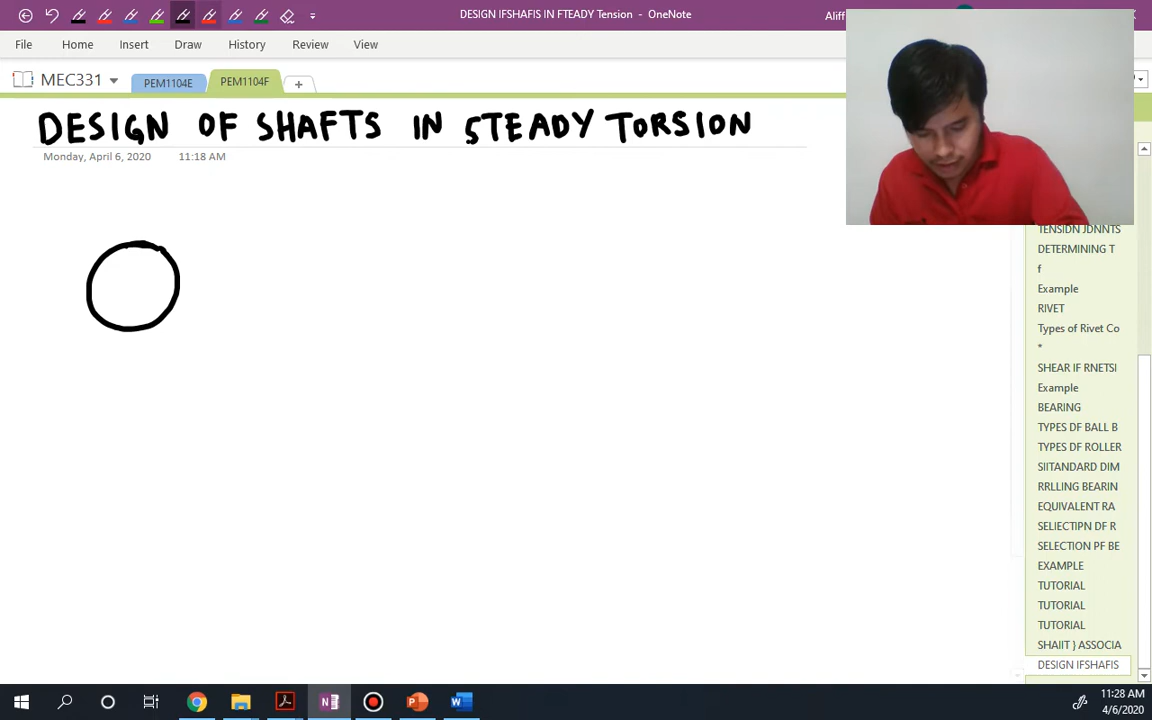 DESIGN IFSHAFIS IN FTEADY Tension - OneNote
Aliff
File Home Insert Draw History Review View
MEC331
PEM1104E
PEM1104F
DESIGN OF SHAFTS IN STEADY TORSION
Monday, April 6, 2020 11:18 AM
TENSIDN JDNNTS
DETERMINING T
f
Example
RIVET
Types of Rivet Co
*
SHEAR IF RNETSI
Example
BEARING
TYPES DF BALL B
TYPES DF ROLLER
SIITANDARD DIM
RRLLING BEARIN
EQUIVALENT RA
SELIECTIPN DF R
SELECTION PF BE
EXAMPLE
TUTORIAL
TUTORIAL
TUTORIAL
SHAIIT } ASSOCIA
DESIGN IFSHAFIS
11:28 AM
4/6/2020